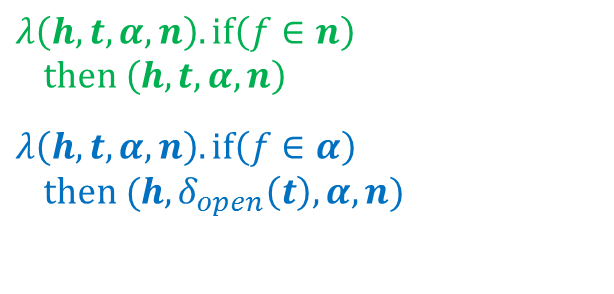 λ(h, t, α, n). if(f ∈ n)
then (h, t, α, n)
λ(h, t, α, n). if(f ∈ α)
then (h, δ_open(t), α, n)